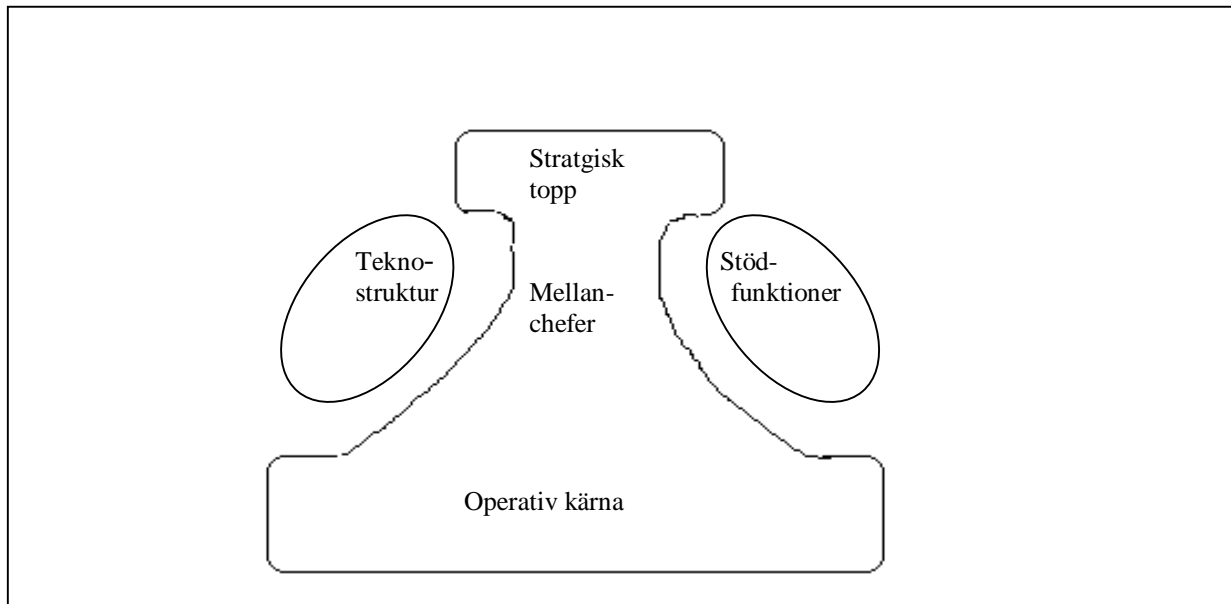 Stratgisk
topp
Tekno-
struktur
Mellan-
chefer
Stöd-
funktioner
Operativ kärna